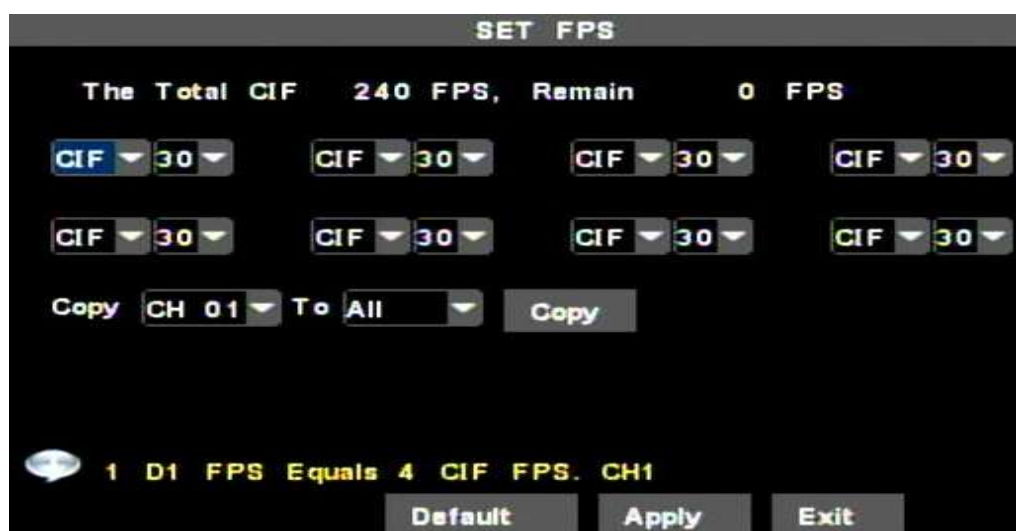 SET FPS
The Total CIF 240 FPS, Remain 0 FPS
CIF 30 CIF 30 CIF 30 CIF 30
CIF 30 CIF 30 CIF 30 CIF 30
Copy CH 01 To All Copy
1 D1 FPS Equals 4 CIF FPS. CH1
Default Apply Exit